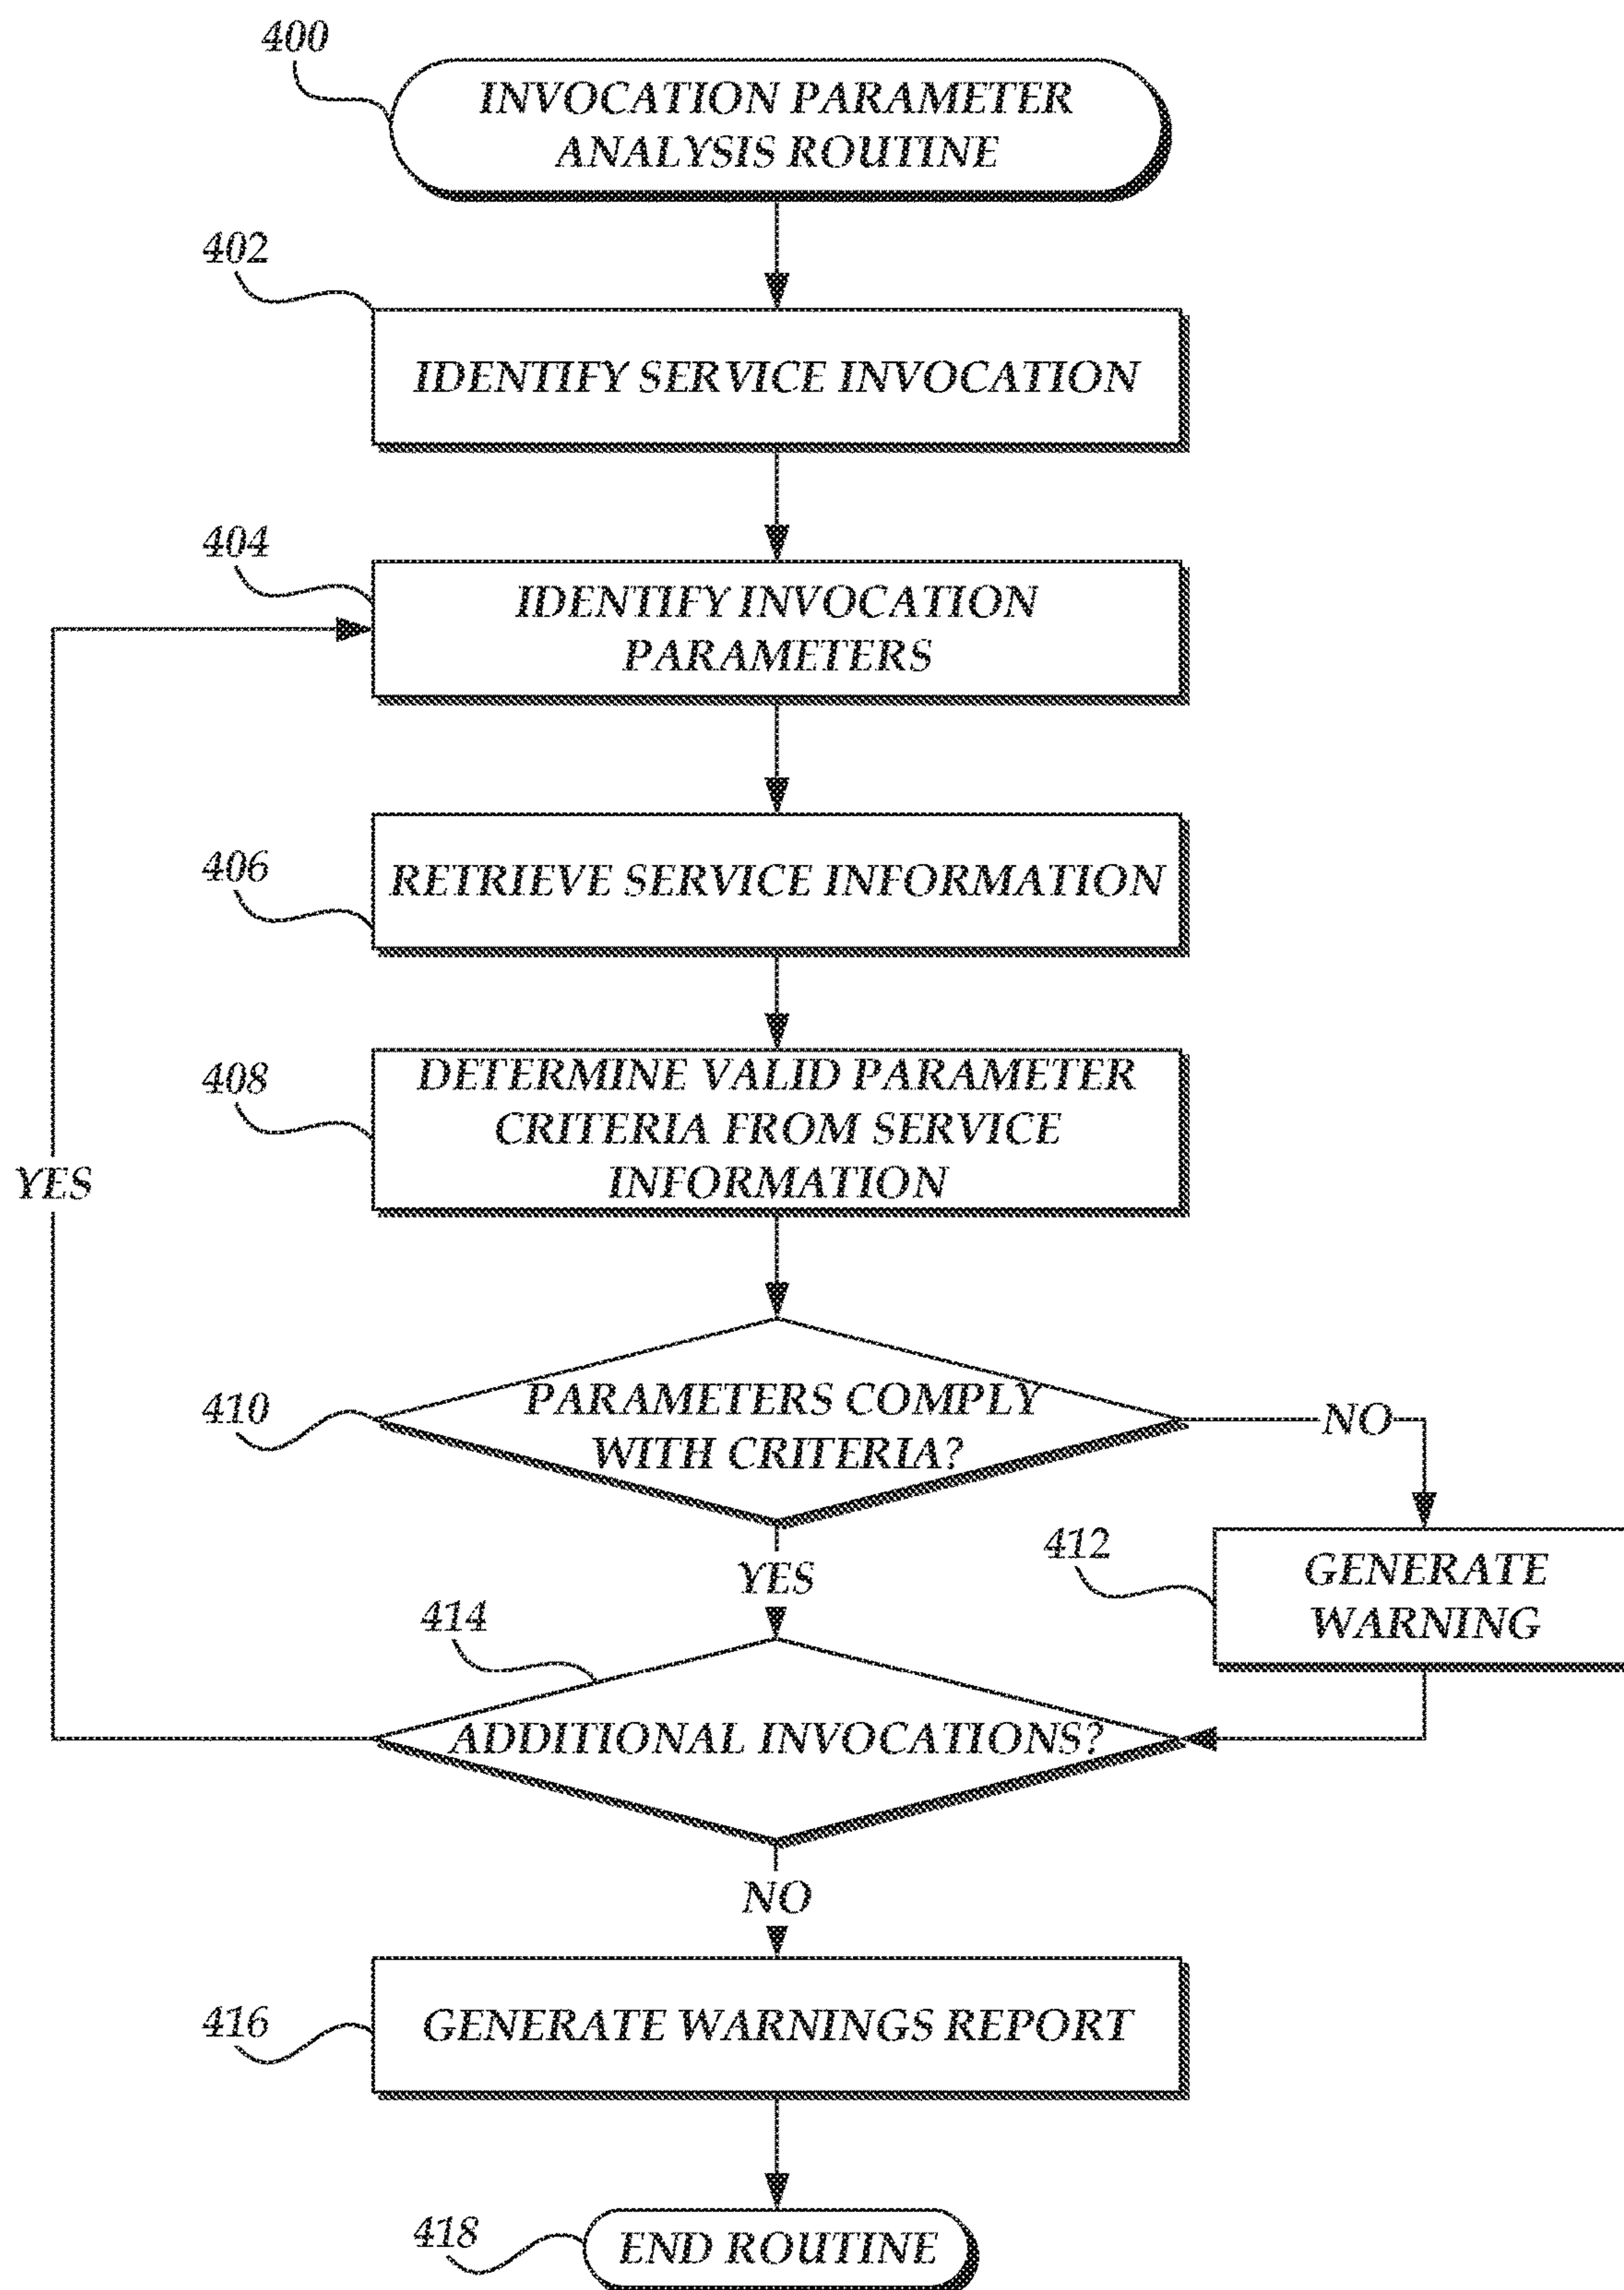 400
INVOCATION PARAMETER
ANALYSIS ROUTINE
402
IDENTIFY SERVICE INVOCATION
404
IDENTIFY INVOCATION
PARAMETERS
406
RETRIEVE SERVICE INFORMATION
408
DETERMINE VALID PARAMETER
CRITERIA FROM SERVICE
INFORMATION
YES
410
PARAMETERS COMPLY
WITH CRITERIA?
NO
412
GENERATE
WARNING
YES
414
ADDITIONAL INVOCATIONS?
NO
416
GENERATE WARNINGS REPORT
418
END ROUTINE